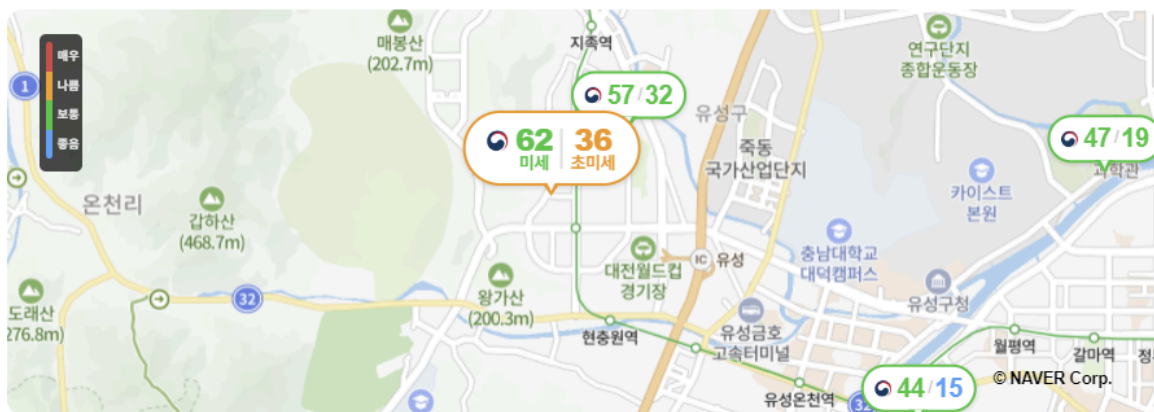 매우
나쁨
보통
좋음
1
매봉산
(202.7m)
지족역
연구단지
종합운동장
57/32
유성구
62
미세
36
초미세
47/19
과학관
죽동
국가산업단지
카이스트
본원
온천리
갑하산
(468.7m)
충남대학교
대덕캠퍼스
대전월드컵
경기장
IC
유성
유성구청
도래산
276.8m)
32
왕가산
(200.3m)
현충원역
유성금호
고속터미널
월평역
갈마역
정
© NAVER Corp.
유성온천역
32
44/15